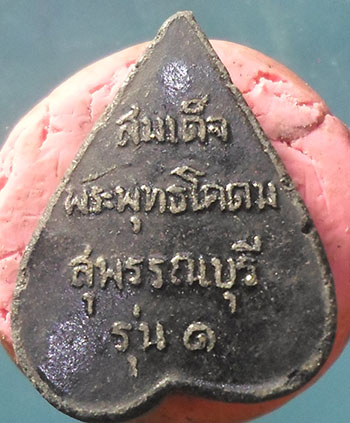 สมเด็จ
พระพุทธโคดม
สุพรรณบุรี
รุ่น ๑